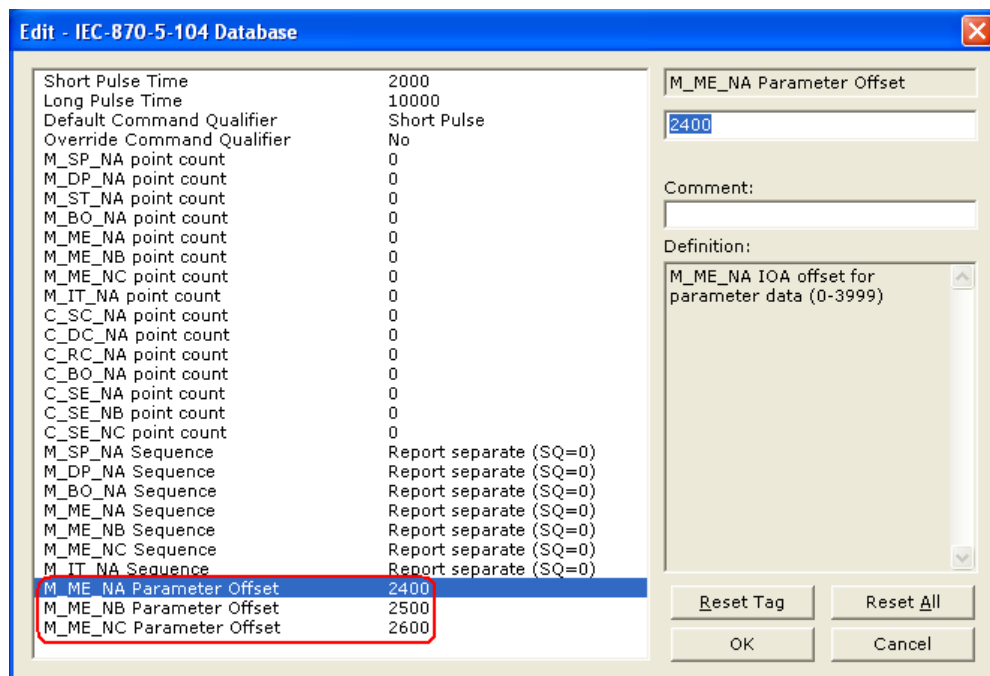 Edit - IEC-870-5-104 Database
Short Pulse Time 2000
Long Pulse Time 10000
Default Command Qualifier Short Pulse
Override Command Qualifier No
M_SP_NA point count 0
M_DP_NA point count 0
M_ST_NA point count 0
M_BO_NA point count 0
M_ME_NA point count 0
M_ME_NB point count 0
M_ME_NC point count 0
M_IT_NA point count 0
C_SC_NA point count 0
C_DC_NA point count 0
C_RC_NA point count 0
C_BO_NA point count 0
C_SE_NA point count 0
C_SE_NB point count 0
C_SE_NC point count 0
M_SP_NA Sequence Report separate (SQ=0)
M_DP_NA Sequence Report separate (SQ=0)
M_BO_NA Sequence Report separate (SQ=0)
M_ME_NA Sequence Report separate (SQ=0)
M_ME_NB Sequence Report separate (SQ=0)
M_ME_NC Sequence Report separate (SQ=0)
M_IT_NA Sequence Report separate (SQ=0)
M_ME_NA Parameter Offset 2400
M_ME_NB Parameter Offset 2500
M_ME_NC Parameter Offset 2600
M_ME_NA Parameter Offset
2400
Comment:
Definition:
M_ME_NA IOA offset for
parameter data (0-3999)
Reset Tag Reset All
OK Cancel